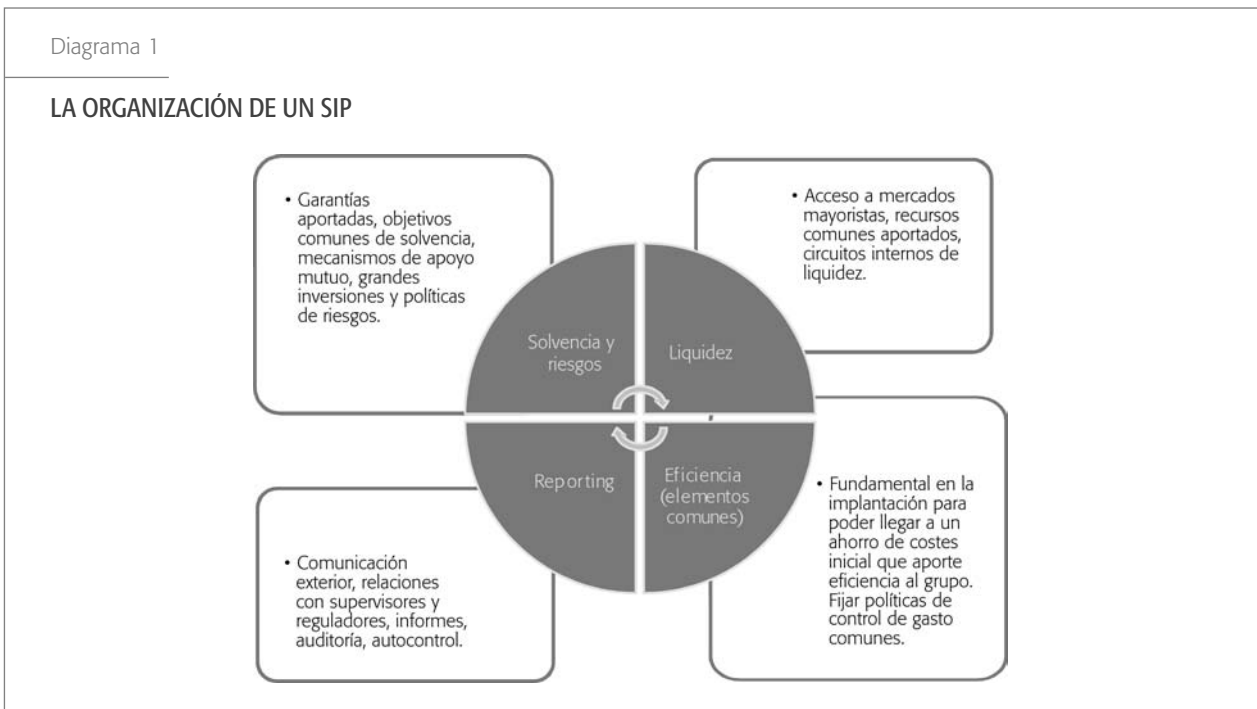 Diagrama 1
LA ORGANIZACIÓN DE UN SIP
• Garantías
aportadas, objetivos
comunes de solvencia,
mecanismos de apoyo
mutuo, grandes
inversiones y políticas
de riesgos.
• Acceso a mercados
mayoristas, recursos
comunes aportados,
circuitos internos de
liquidez.
Solvencia y
riesgos
Liquidez
Reporting
Eficiencia
(elementos
comunes)
• Comunicación
exterior, relaciones
con supervisores y
reguladores, informes,
auditoría, autocontrol.
• Fundamental en la
implantación para
poder llegar a un
ahorro de costes
inicial que aporte
eficiencia al grupo.
Fijar políticas de
control de gasto
comunes.